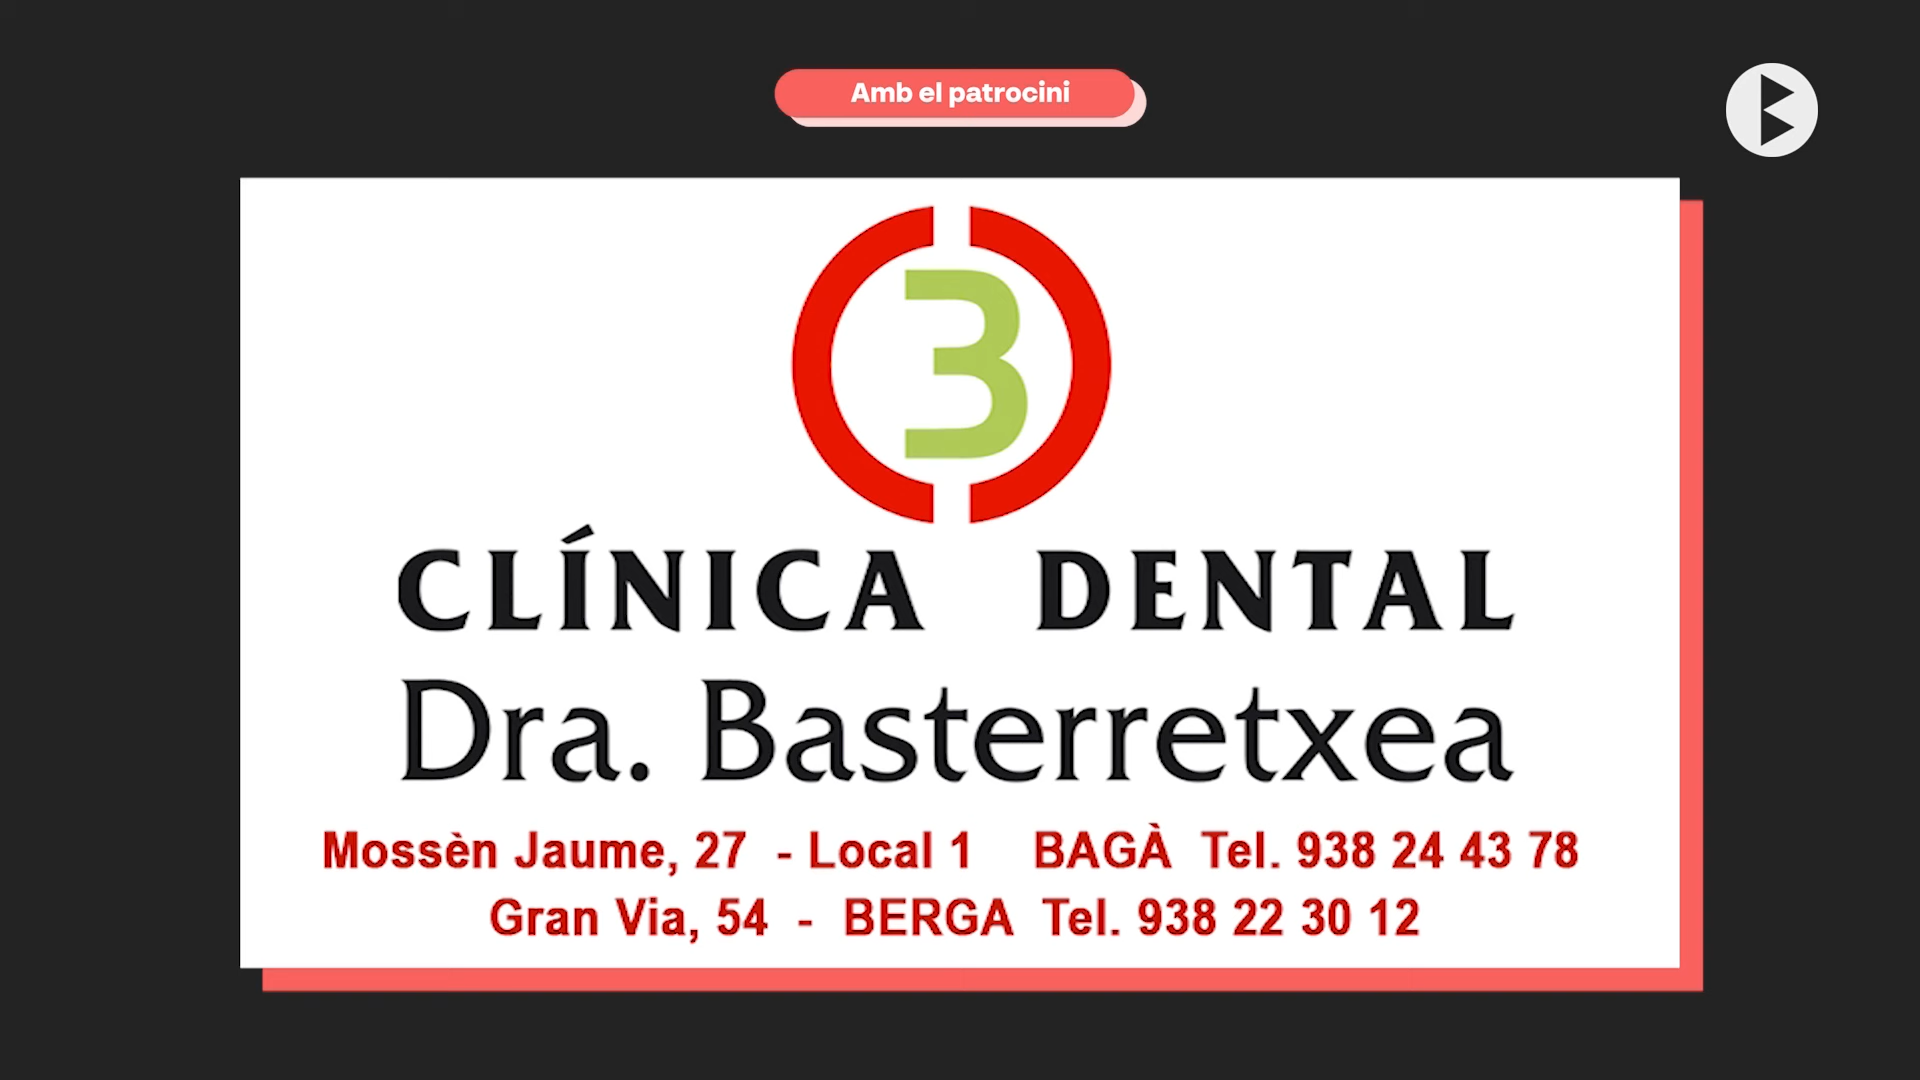 Amb el patrocini
3
CLÍNICA DENTAL
Dra. Basterretxea
Mossèn Jaume, 27 - Local 1 BAGÀ Tel. 938 24 43 78
Gran Via, 54 - BERGA Tel. 938 22 30 12